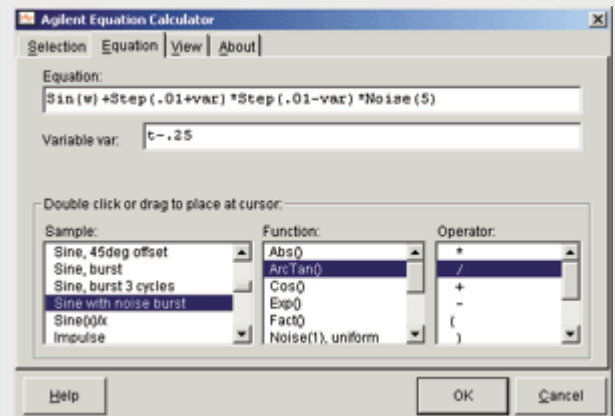 Agilent Equation Calculator
Selection Equation View About
Equation:
Sin(w)+Step(.01+var)*Step(.01-var)*Noise(5)
Variable var: t-.25
Double click or drag to place at cursor:
Sample: Function: Operator:
Sine, 45deg offset Abs() *
Sine, burst ArcTan() /
Sine, burst 3 cycles Cos() +
Sine with noise burst Exp() -
Sine(x)/x Fact() (
Impulse Noise(1), uniform )
Help OK Cancel